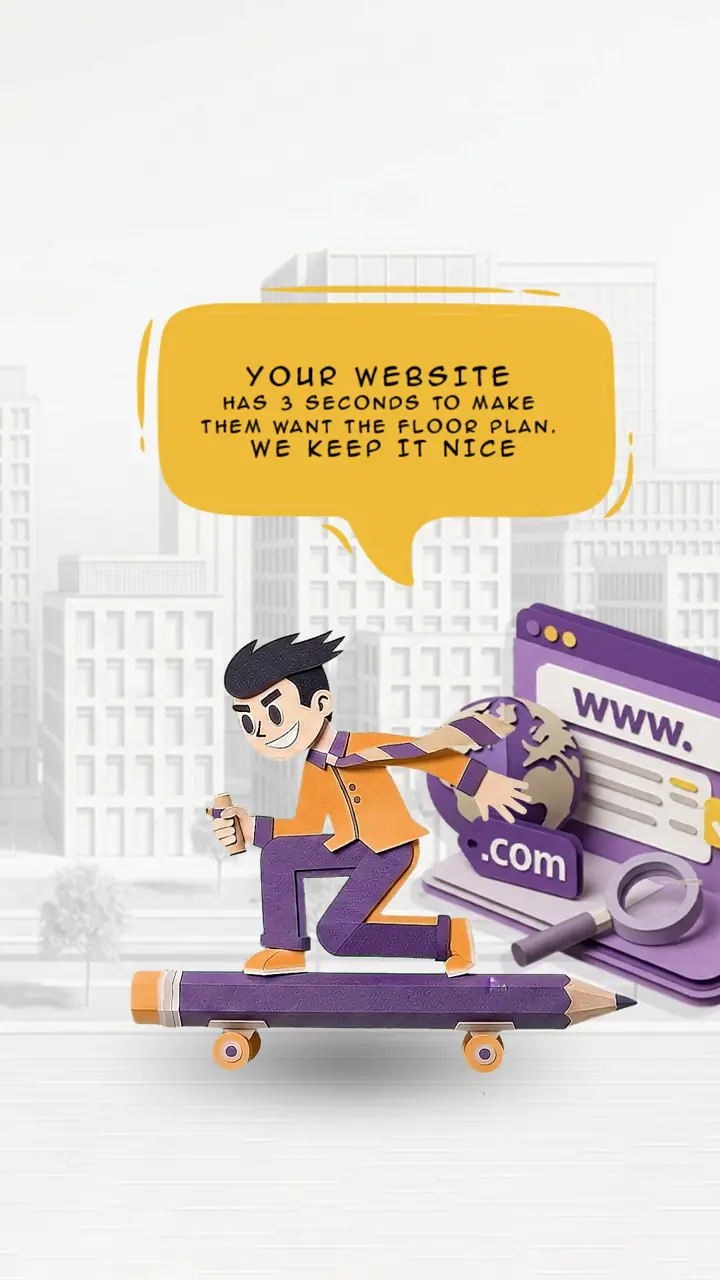 YOUR WEBSITE
HAS 3 SECONDS TO MAKE
THEM WANT THE FLOOR PLAN.
WE KEEP IT NICE
www.
.com